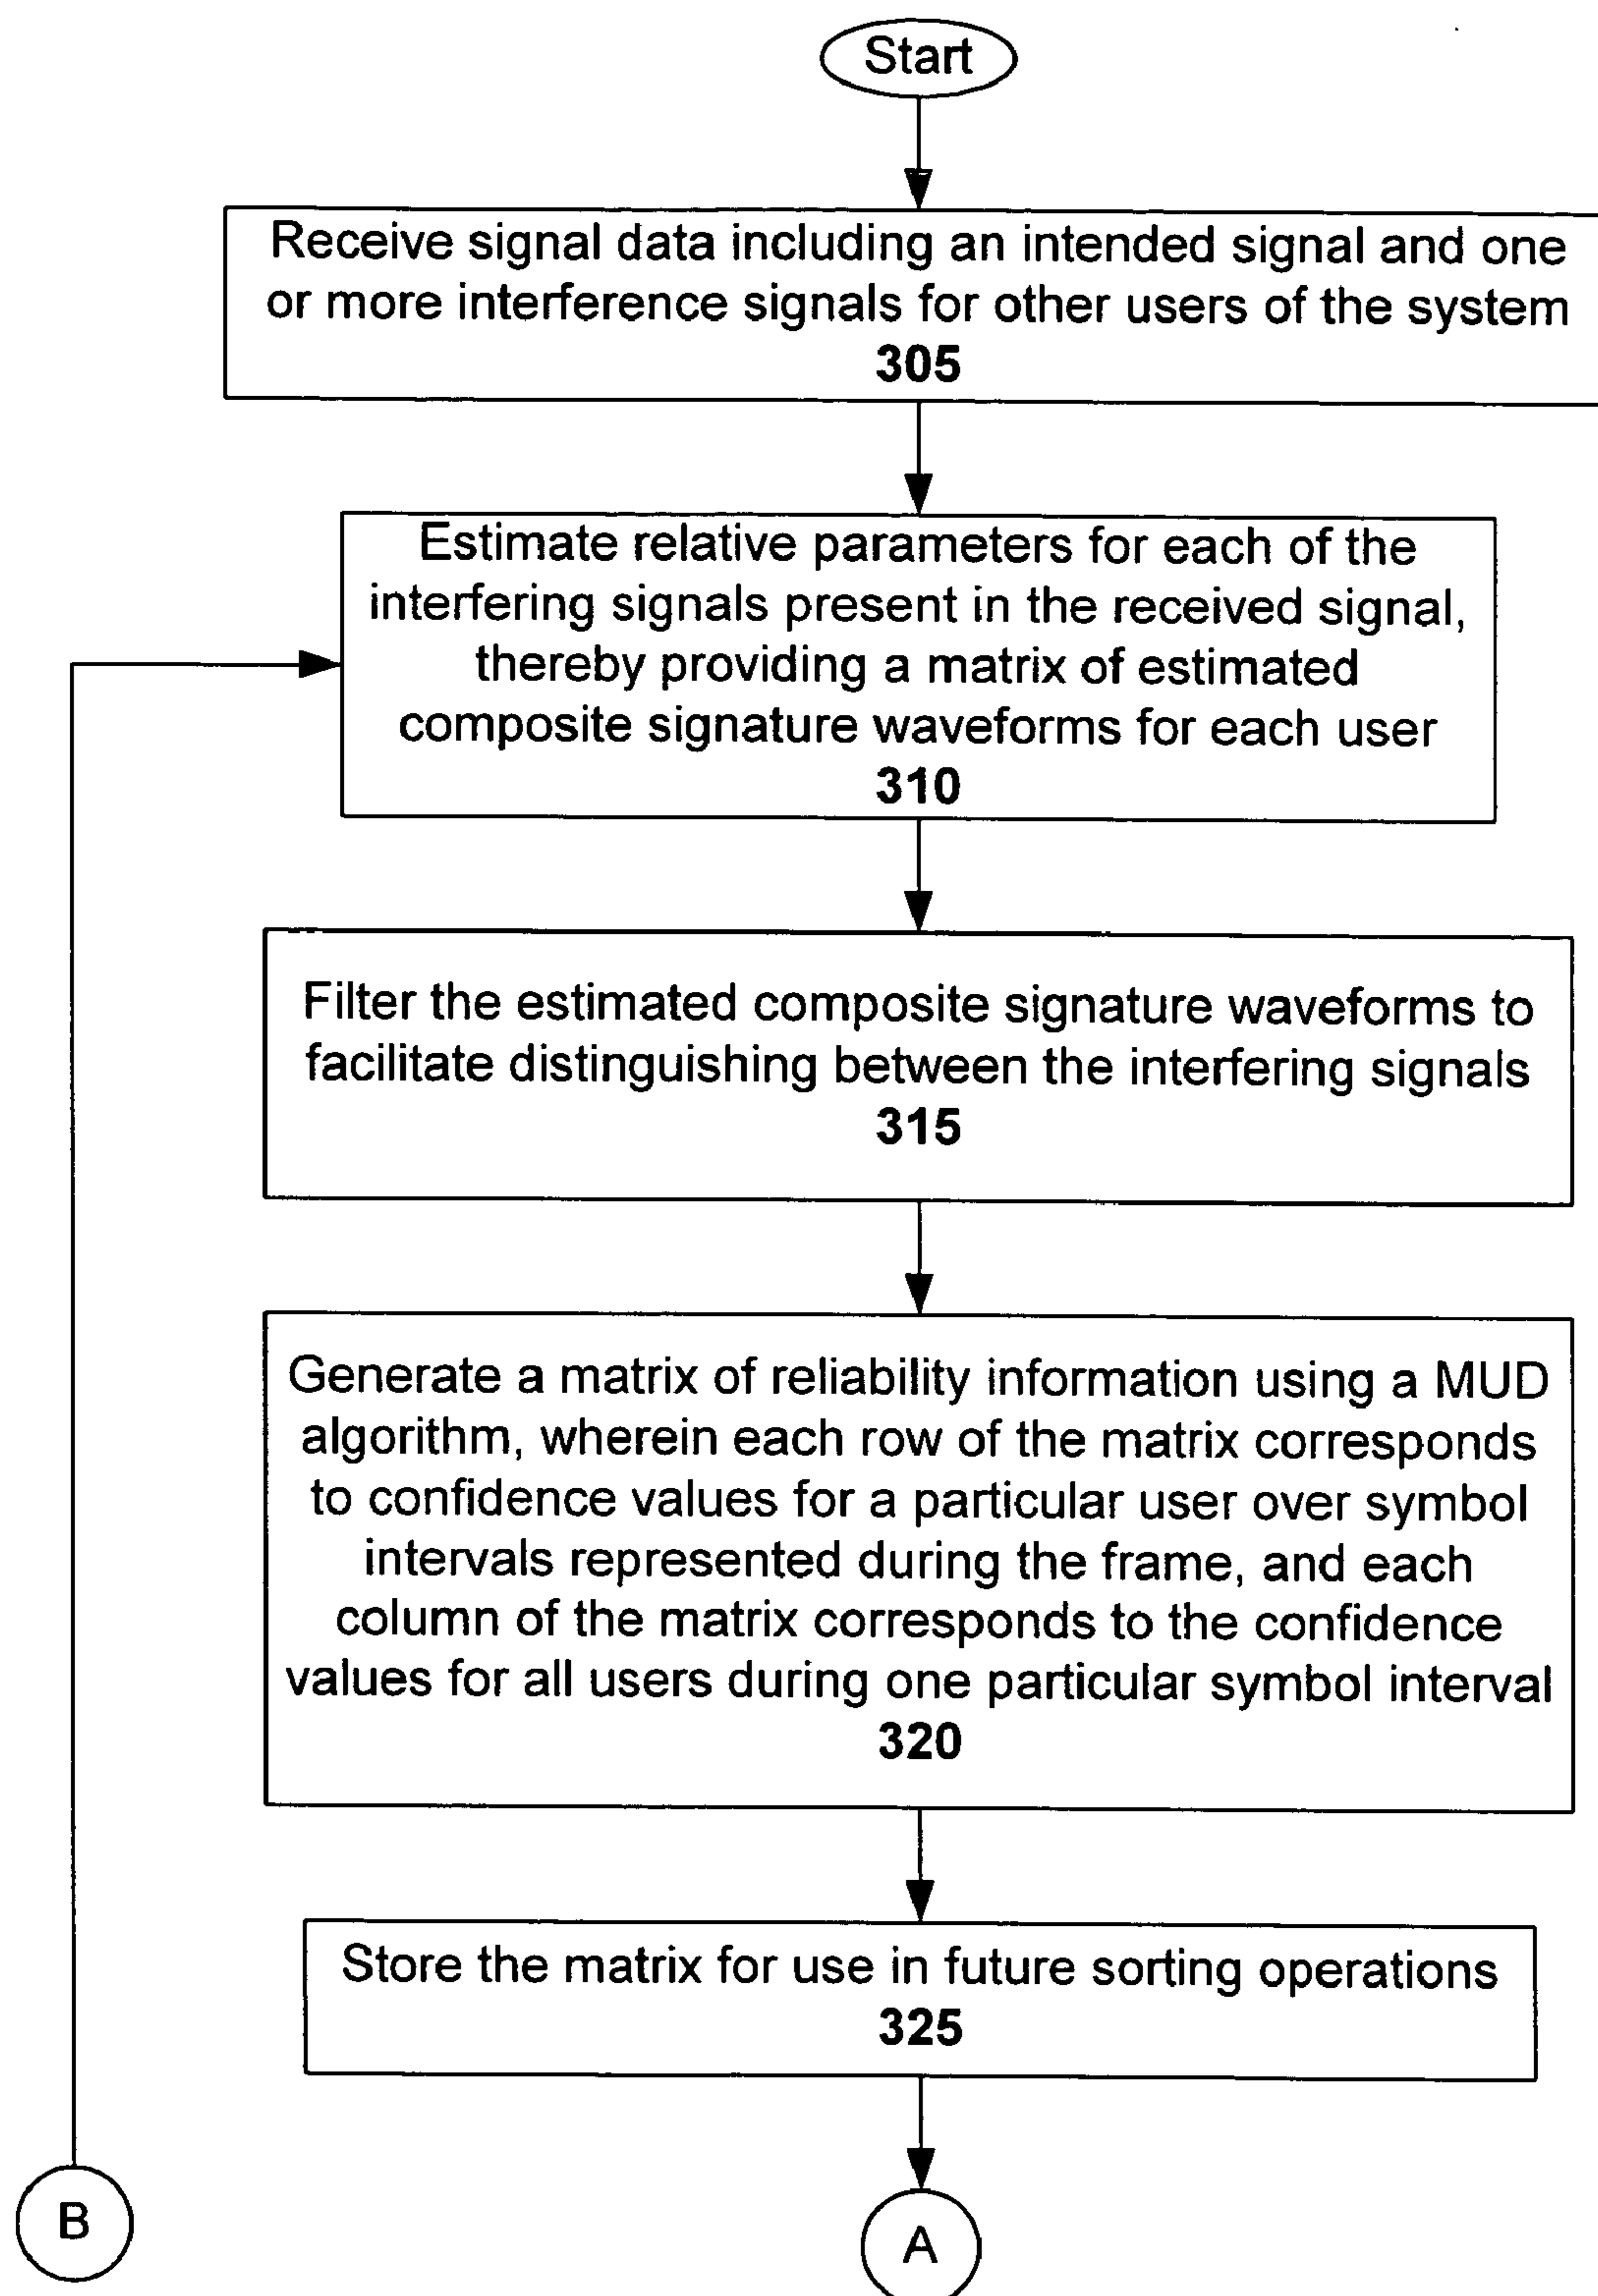 Start
Receive signal data including an intended signal and one
or more interference signals for other users of the system
305
Estimate relative parameters for each of the
interfering signals present in the received signal,
thereby providing a matrix of estimated
composite signature waveforms for each user
310
Filter the estimated composite signature waveforms to
facilitate distinguishing between the interfering signals
315
Generate a matrix of reliability information using a MUD
algorithm, wherein each row of the matrix corresponds
to confidence values for a particular user over symbol
intervals represented during the frame, and each
column of the matrix corresponds to the confidence
values for all users during one particular symbol interval
320
Store the matrix for use in future sorting operations
325
B
A